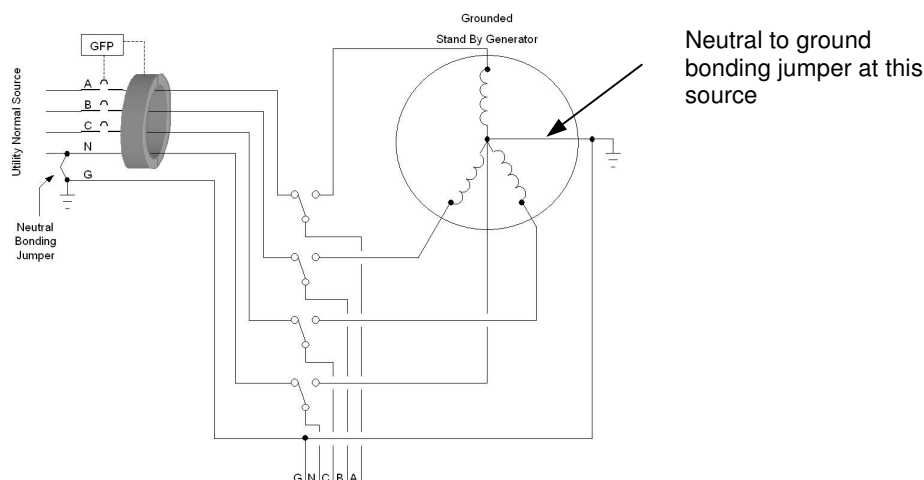 Grounded
Stand By Generator
Neutral to ground
bonding jumper at this
source
GFP
Utility Normal Source
A
B
C
N
G
Neutral
Bonding
Jumper
G N C B A